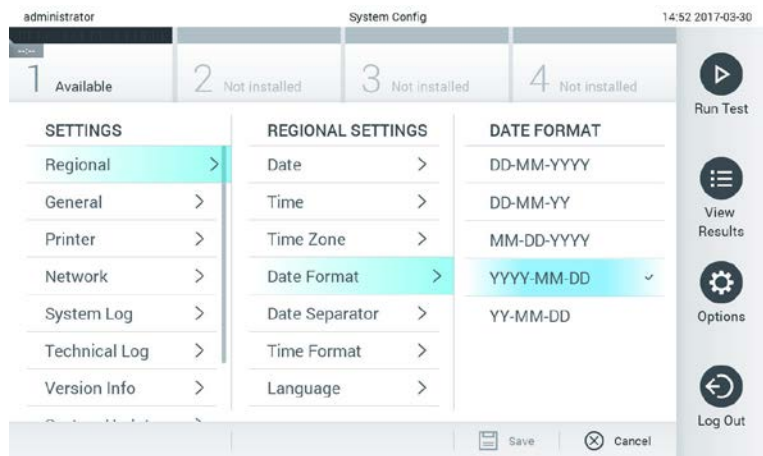 administrator
System Config
14:52 2017-03-30
--:--
1 Available
2 Not installed
3 Not installed
4 Not installed
Run Test
SETTINGS
Regional
General
Printer
Network
System Log
Technical Log
Version Info
REGIONAL SETTINGS
Date
Time
Time Zone
Date Format
Date Separator
Time Format
Language
DATE FORMAT
DD-MM-YYYY
DD-MM-YY
MM-DD-YYYY
YYYY-MM-DD
YY-MM-DD
View
Results
Options
Log Out
Save
Cancel